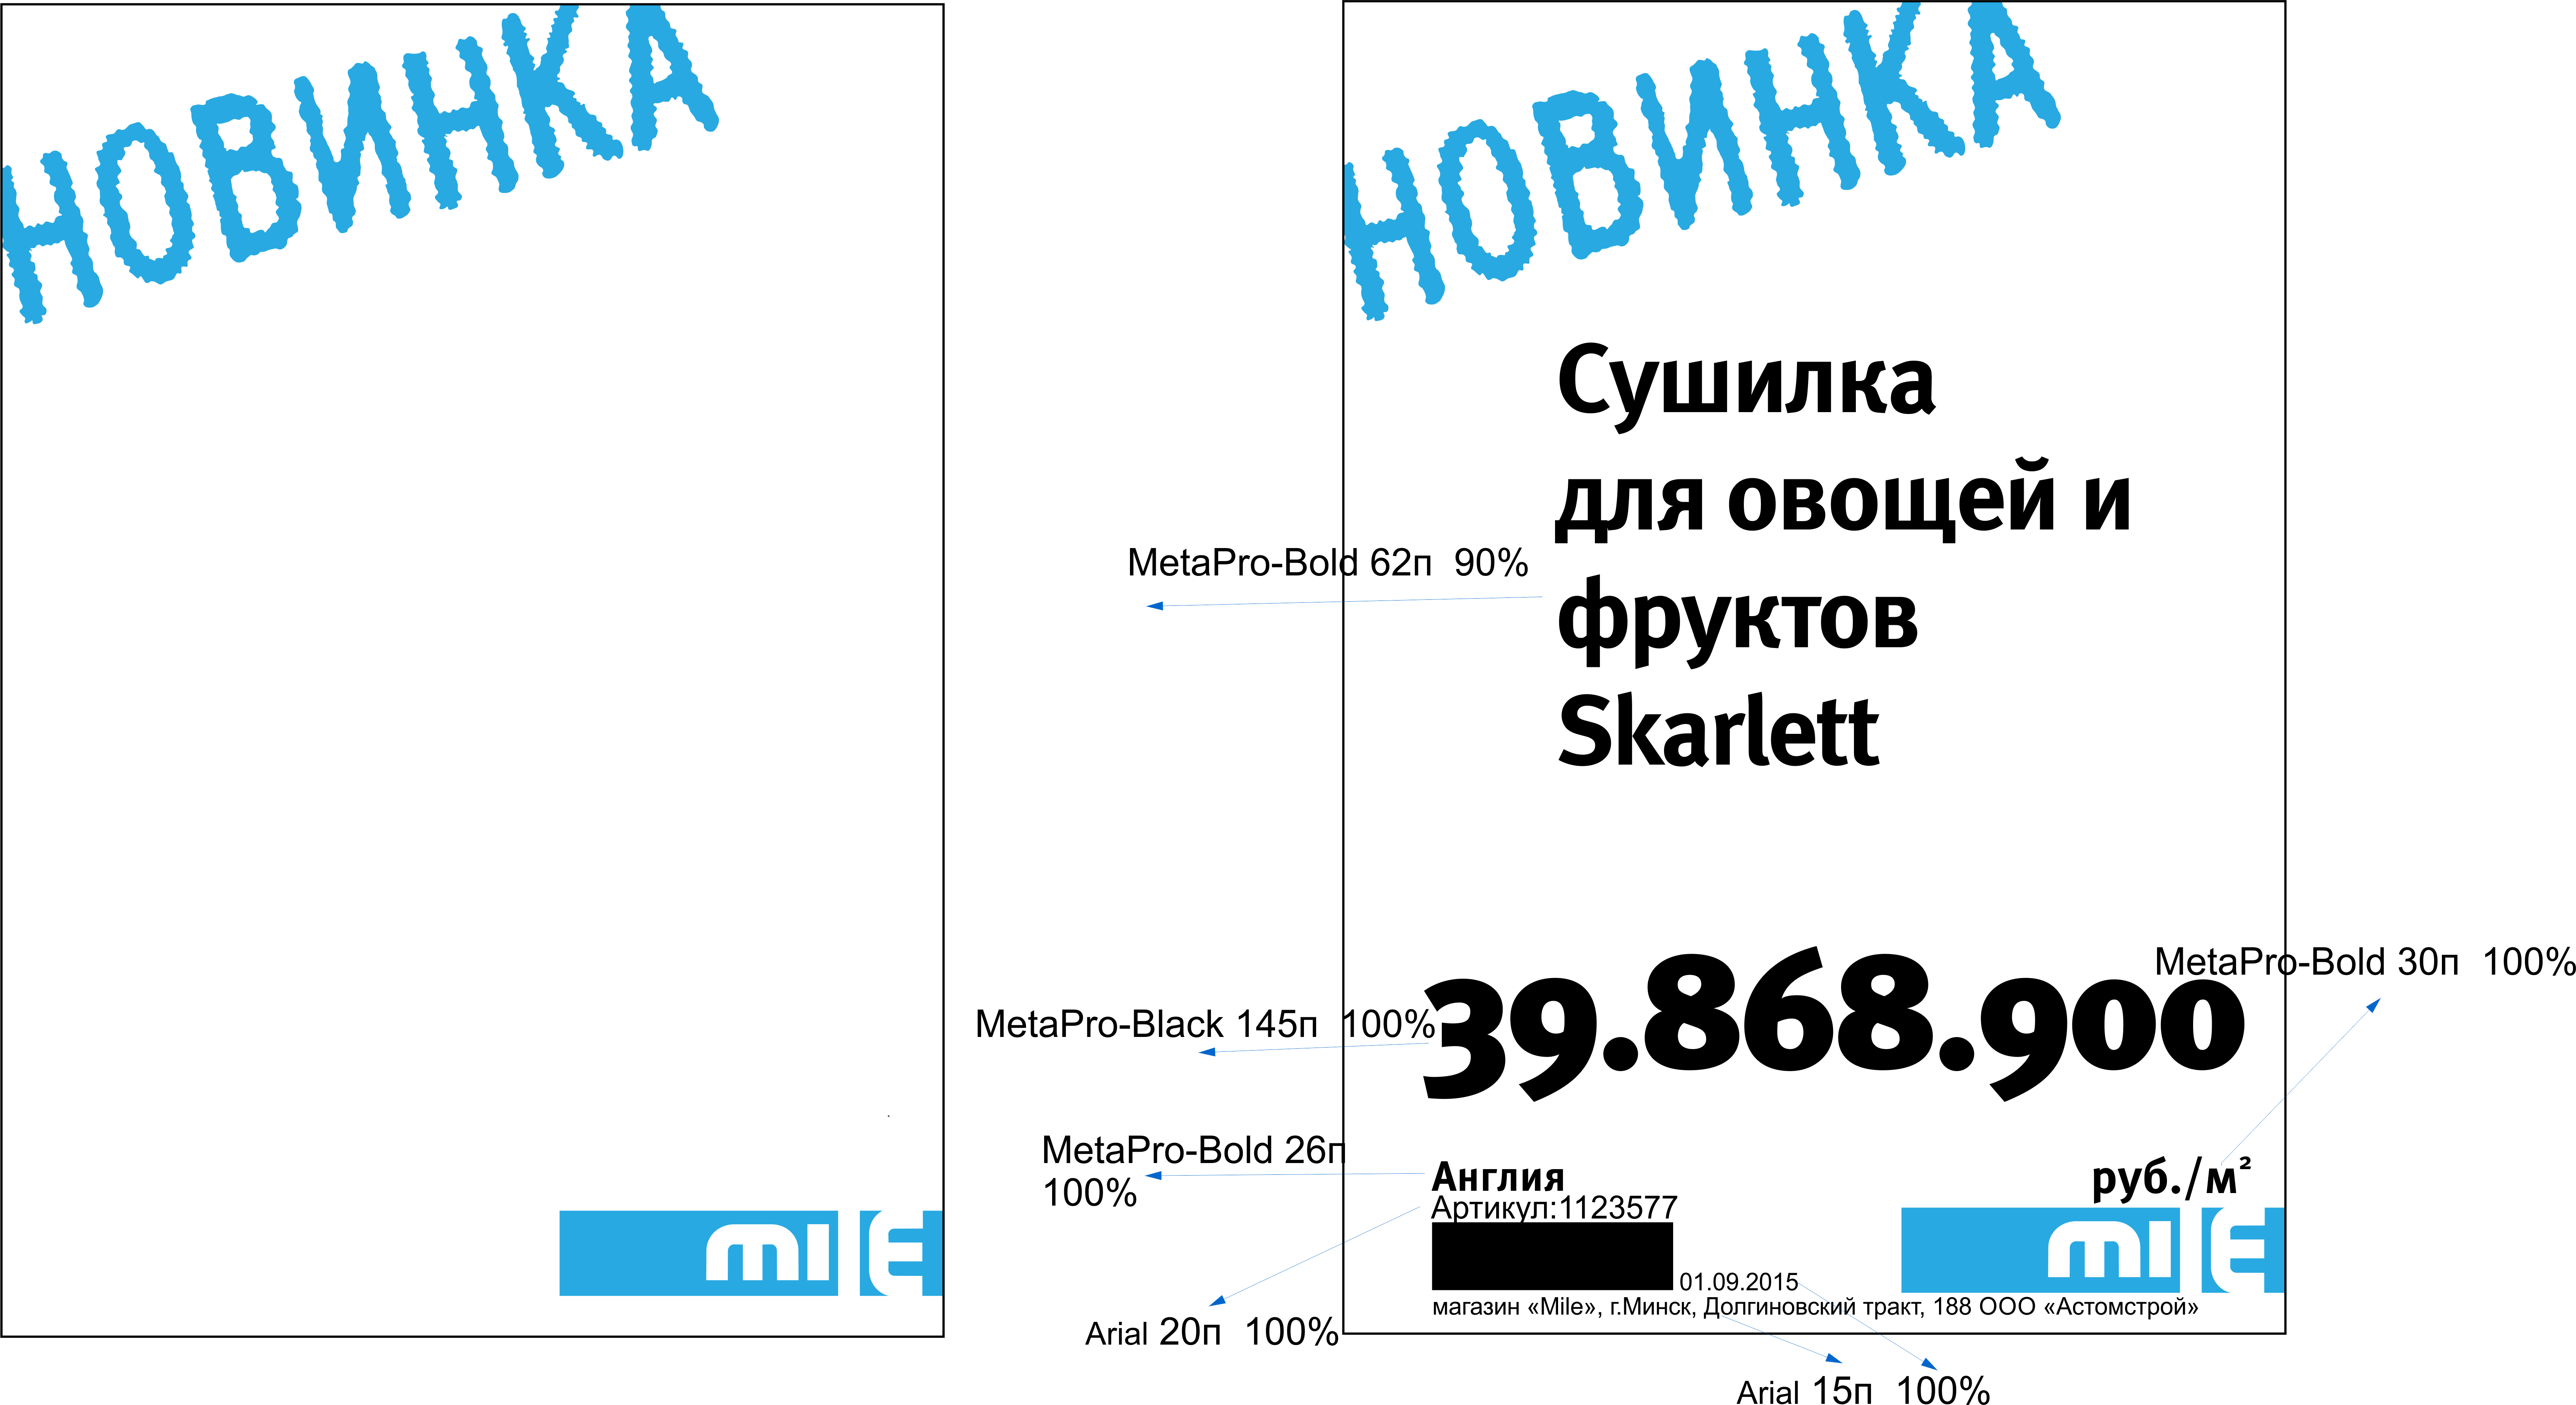 НОВИНКА
mile
НОВИНКА
Сушилка
для овощей и
фруктов
Skarlett
MetaPro-Bold 62п 90%
MetaPro-Bold 30п 100%
39.868.900
MetaPro-Black 145п 100%
MetaPro-Bold 26п
100%
Англия
руб./м²
Артикул:1123577
mile
01.09.2015
магазин «Mile», г.Минск, Долгиновский тракт, 188 ООО «Астомстрой»
Arial 20п 100%
Arial 15п 100%